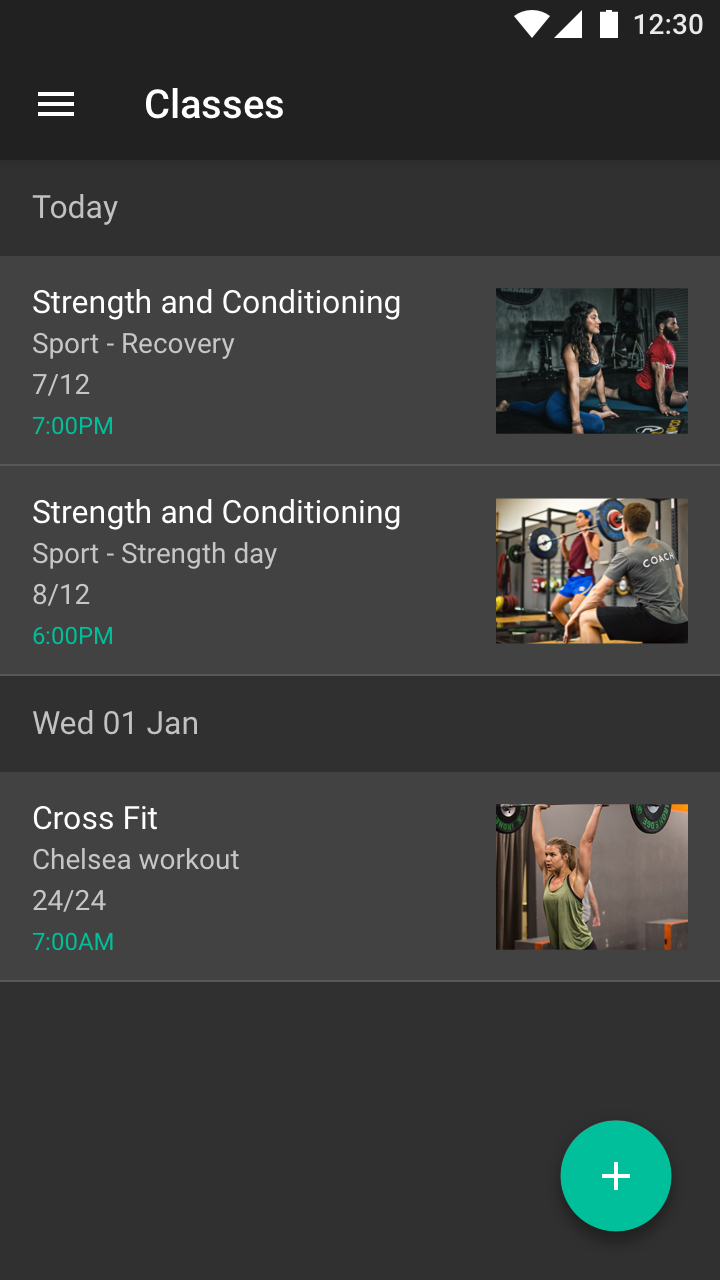 12:30
Classes
Today
Strength and Conditioning
Sport - Recovery
7/12
7:00PM
Strength and Conditioning
Sport - Strength day
8/12
6:00PM
COACH
Wed 01 Jan
Cross Fit
Chelsea workout
24/24
7:00AM